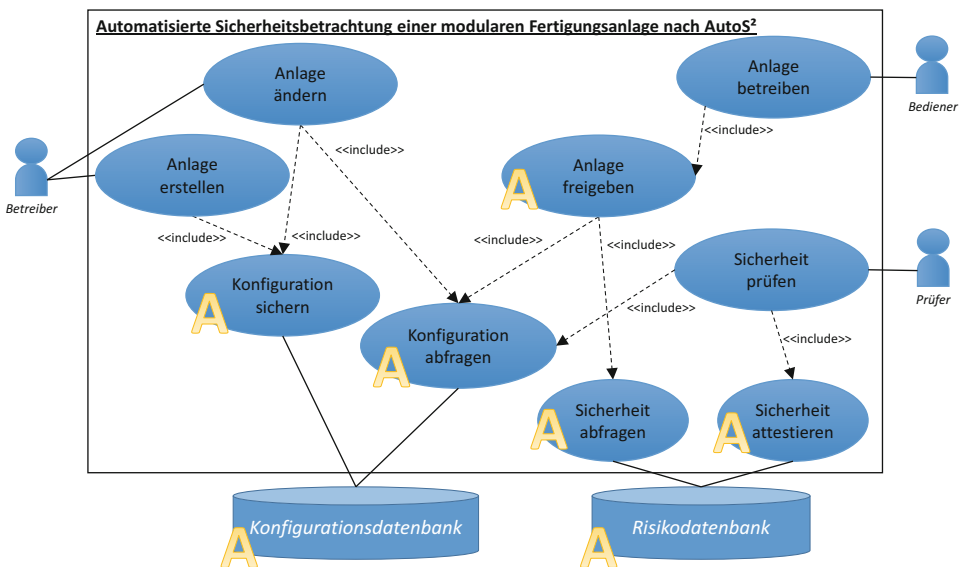 Automatisierte Sicherheitsbetrachtung einer modularen Fertigungsanlage nach AutoS²
Anlage
ändern
Anlage
betreiben
Bediener
<<include>>
<<include>>
Anlage
erstellen
Anlage
freigeben
A
Betreiber
<<include>>
<<include>>
<<include>>
<<include>>
Sicherheit
prüfen
Prüfer
Konfiguration
sichern
A
<<include>>
Konfiguration
abfragen
A
<<include>>
Sicherheit
abfragen
A
Sicherheit
attestieren
A
Konfigurationsdatenbank
A
Risikodatenbank
A